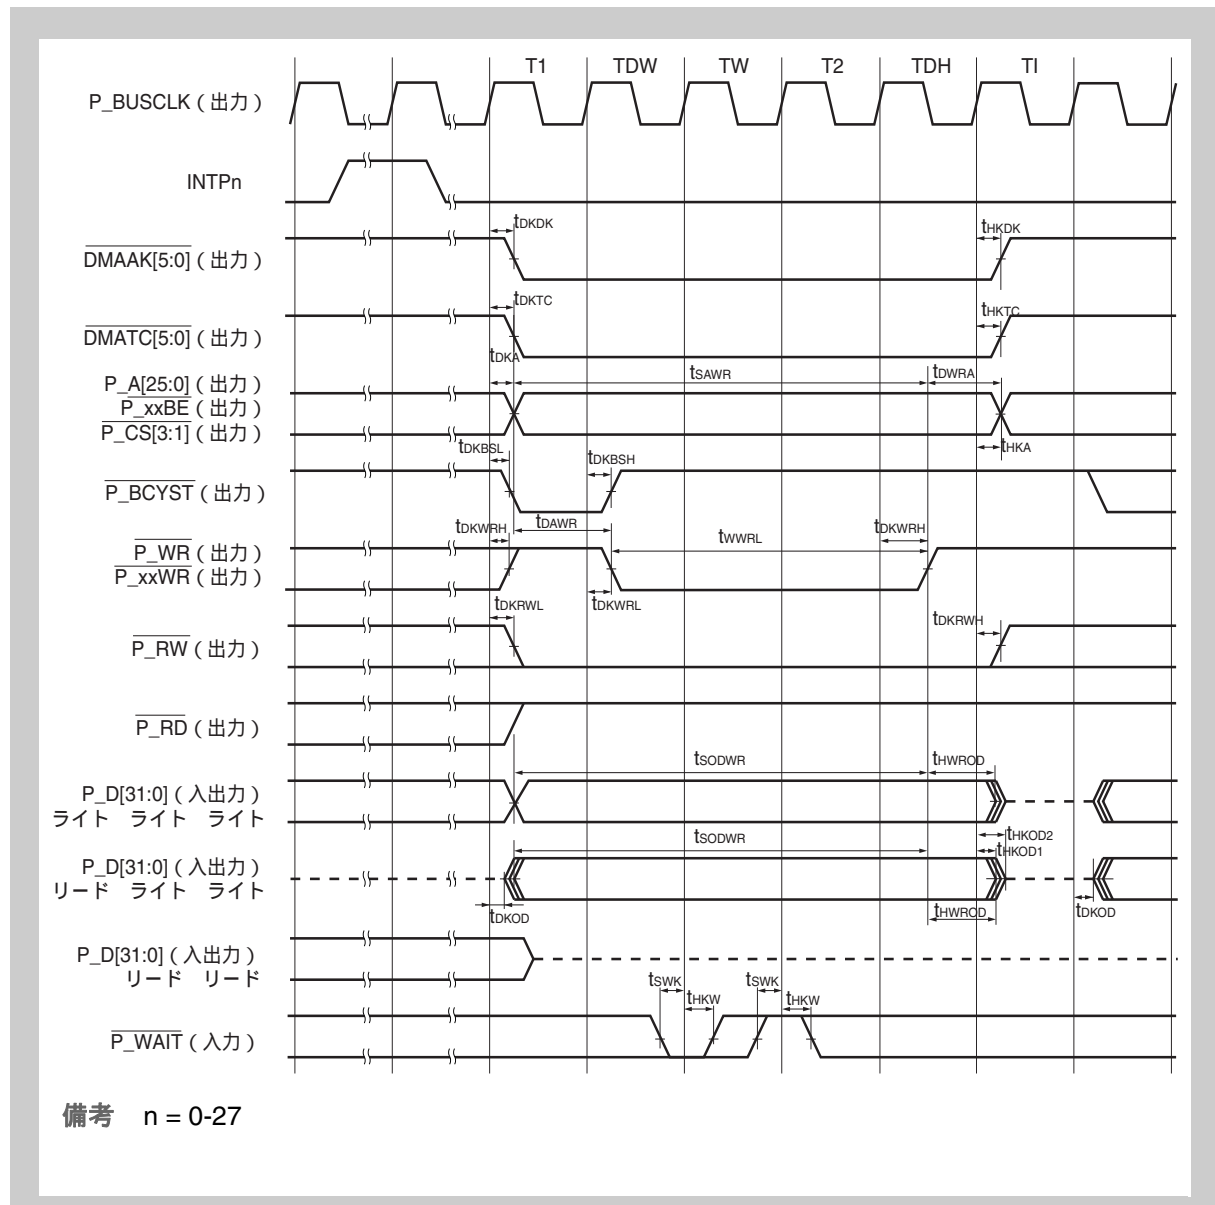 T1 TDW TW T2 TDH TI
P_BUSCLK（出力）
INTPn
tDKDK tHKDK
DMAAK[5:0]（出力）
tDKTC tHKTC
DMATC[5:0]（出力）
tDKA tSAWR tDWRA
P_A[25:0]（出力）
P_xxBE（出力）
P_CS[3:1]（出力）
tHKA
tDKBSL tDKBSH
P_BCYST（出力）
tDKWRH tDAWR tWWRL tDKWRH
P_WR（出力）
P_xxWR（出力）
tDKRWL tDKWRL tDKRWH
P_RW（出力）
P_RD（出力）
tSODWR tHWROD
P_D[31:0]（入出力）
ライト ライト ライト
tSODWR tHKOD2
tHKOD1
P_D[31:0]（入出力）
リード ライト ライト
tDKOD tHWROD tDKOD
P_D[31:0]（入出力）
リード リード
tSWK tHKW tSWK tHKW
P_WAIT（入力）
備考 n = 0-27